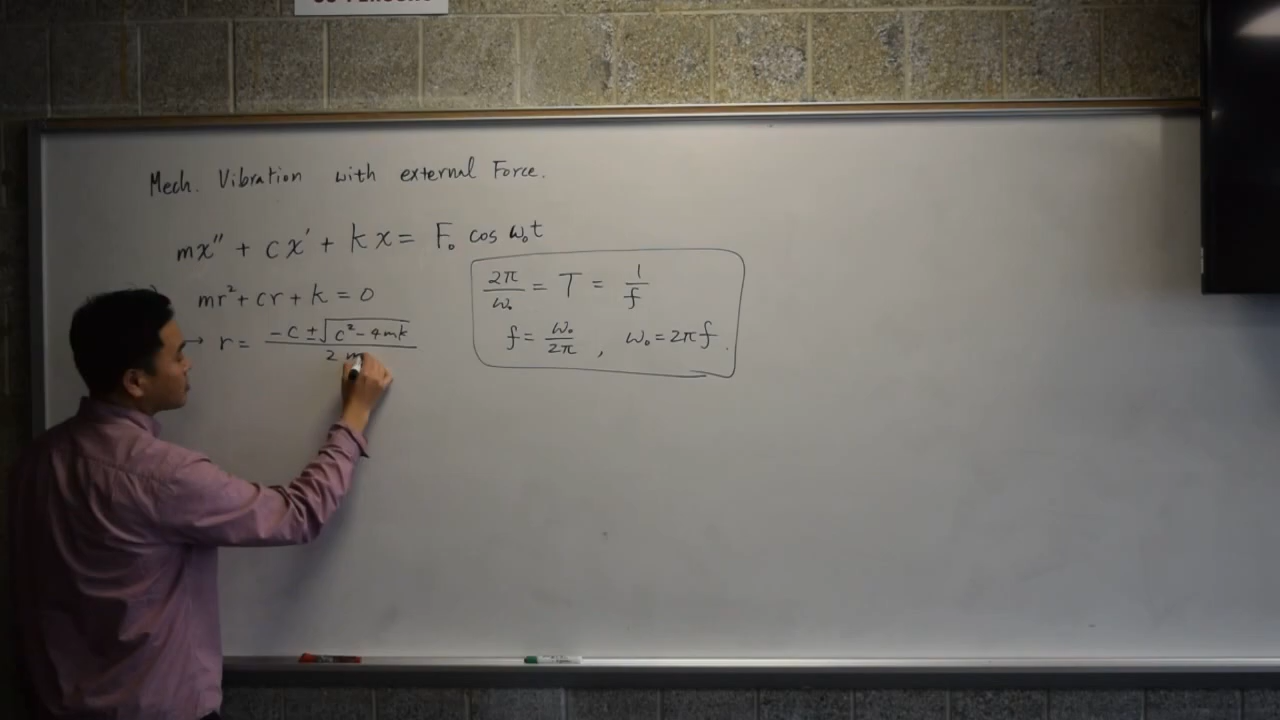 Mech. Vibration with external Force.
mx'' + cx' + kx = F₀ cos ω₀t
mr² + cr + k = 0
→ r = (-c ± √(c² - 4mk)) / 2m
2π/ω₀ = T = 1/f
f = ω₀/2π , ω₀ = 2πf .